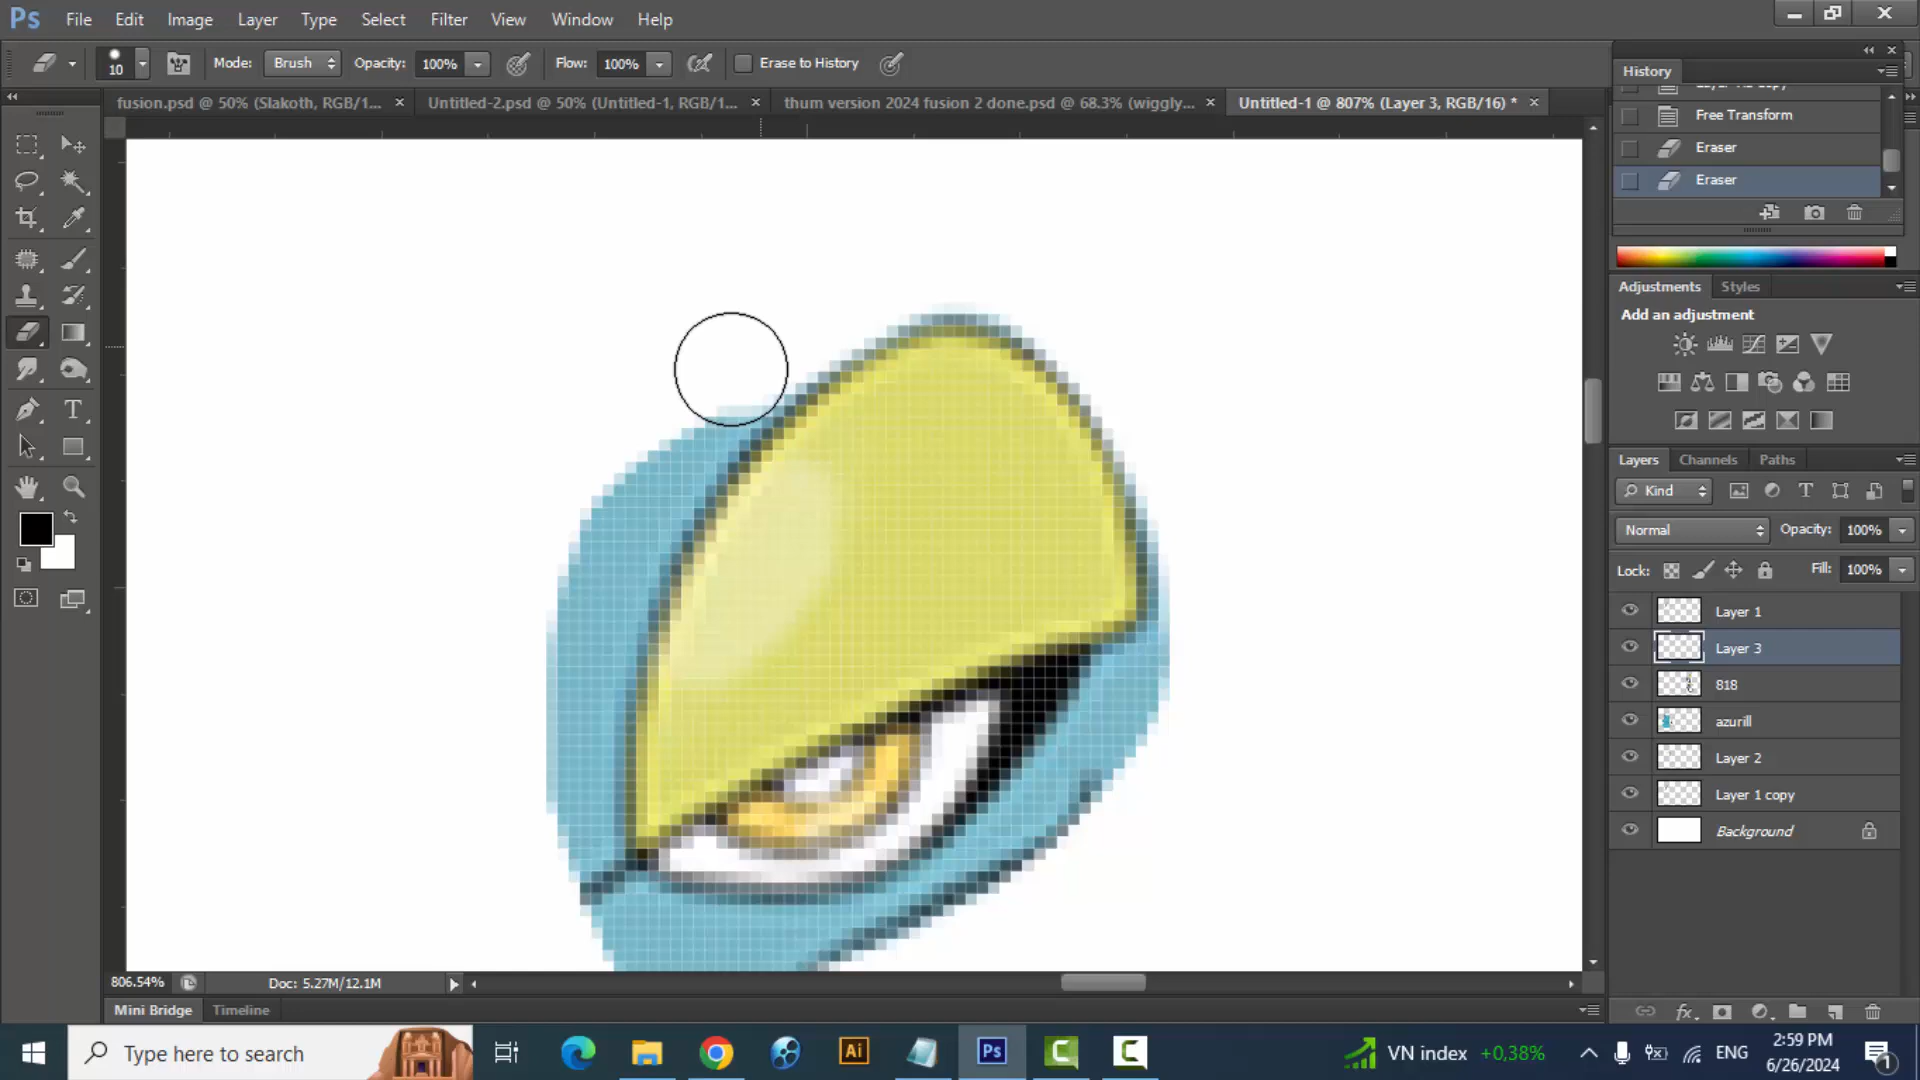 Ps File Edit Image Layer Type Select Filter View Window Help
10 Mode: Brush Opacity: 100% Flow: 100% Erase to History
fusion.psd @ 50% (Slakoth, RGB/1... × Untitled-2.psd @ 50% (Untitled-1, RGB/1... × thum version 2024 fusion 2 done.psd @ 68.3% (wiggly... × Untitled-1 @ 807% (Layer 3, RGB/16) * ×
History
Free Transform
Eraser
Eraser
Adjustments Styles
Add an adjustment
Layers Channels Paths
Kind
Normal Opacity: 100%
Lock: Fill: 100%
Layer 1
Layer 3
818
azurill
Layer 2
Layer 1 copy
Background
fx
806.54% Doc: 5.27M/12.1M
Mini Bridge Timeline
Type here to search Ai Ps VN index +0,38% ENG 2:59 PM
6/26/2024
1